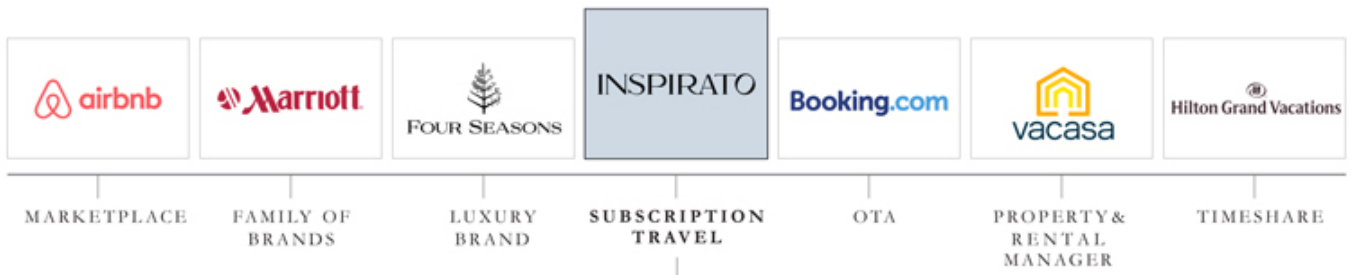 airbnb
Marriott
FOUR SEASONS
INSPIRATO
Booking.com
vacasa
Hilton Grand Vacations
MARKETPLACE
FAMILY OF
BRANDS
LUXURY
BRAND
SUBSCRIPTION
TRAVEL
OTA
PROPERTY&
RENTAL
MANAGER
TIMESHARE